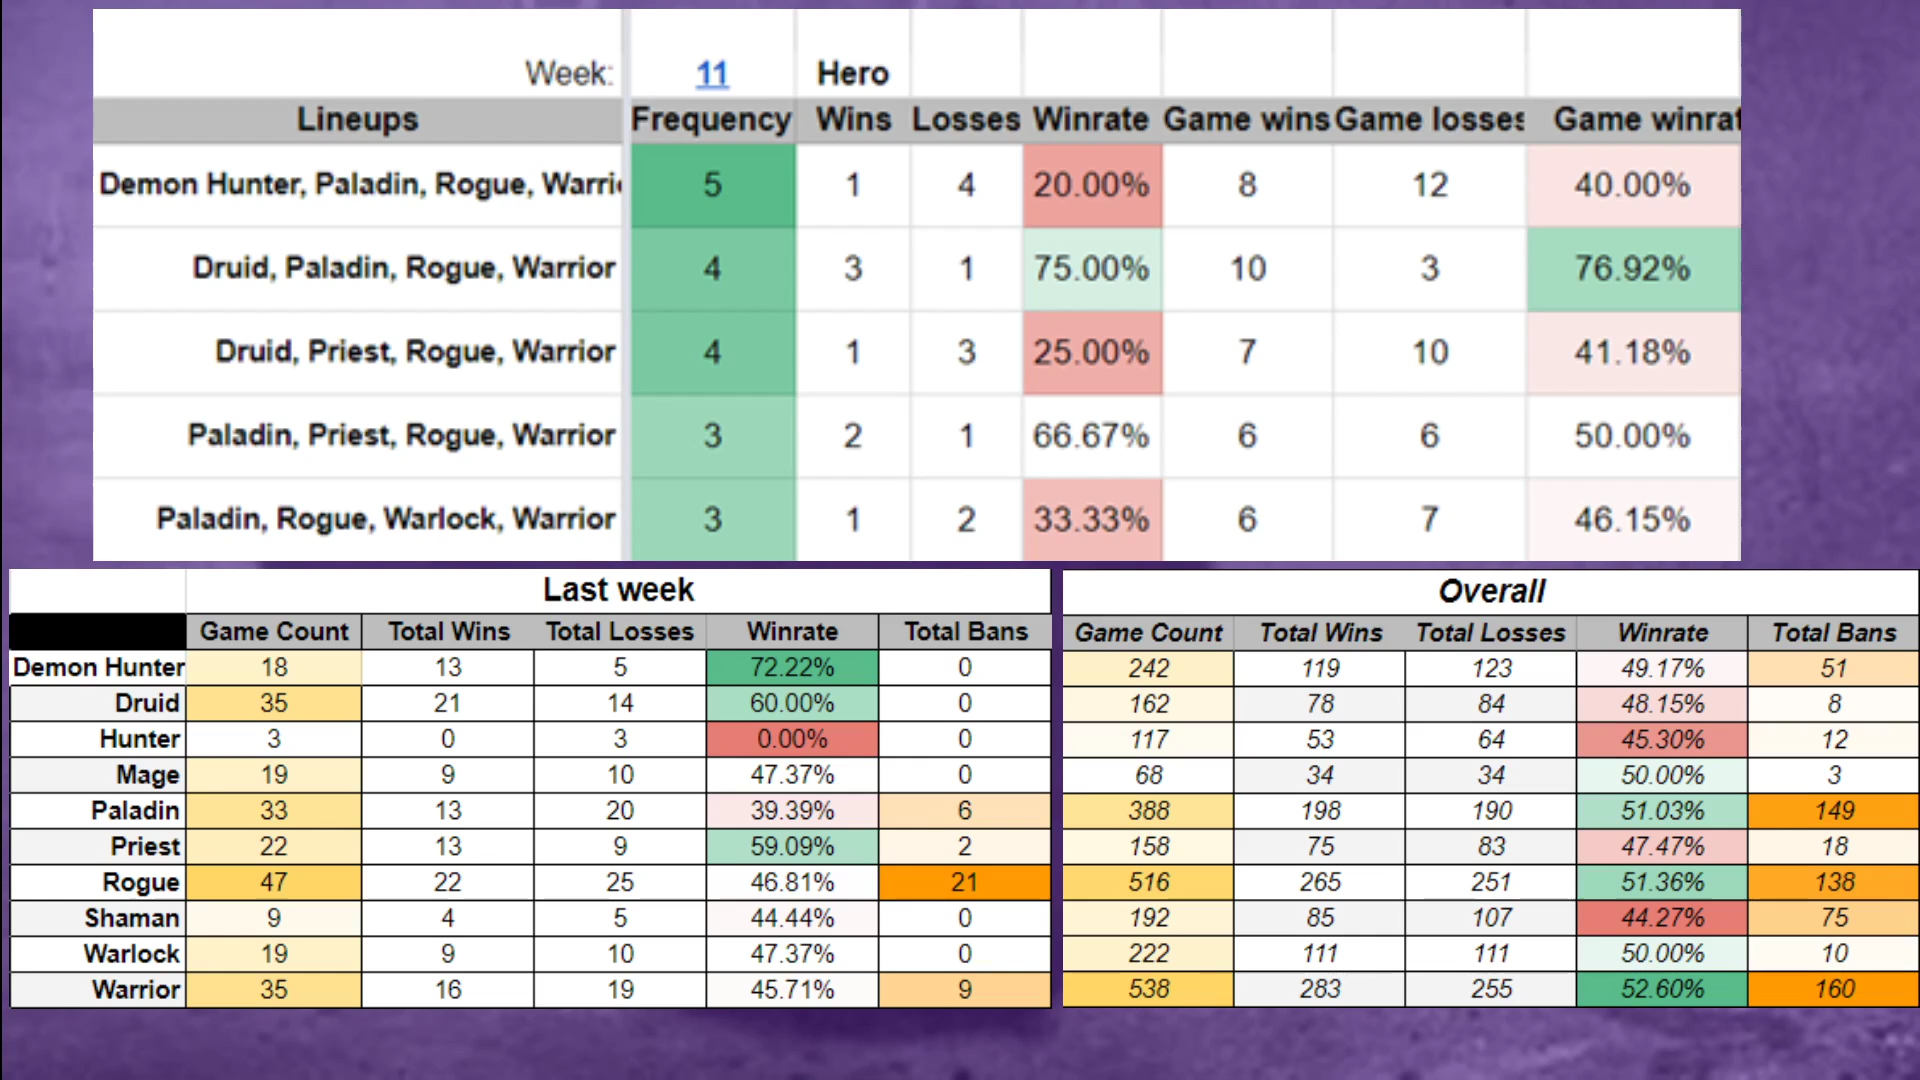 Week: 11 Hero
Lineups Frequency Wins Losses Winrate Game wins Game losses Game winrat
Demon Hunter, Paladin, Rogue, Warri 5 1 4 20.00% 8 12 40.00%
Druid, Paladin, Rogue, Warrior 4 3 1 75.00% 10 3 76.92%
Druid, Priest, Rogue, Warrior 4 1 3 25.00% 7 10 41.18%
Paladin, Priest, Rogue, Warrior 3 2 1 66.67% 6 6 50.00%
Paladin, Rogue, Warlock, Warrior 3 1 2 33.33% 6 7 46.15%
Last week
Game Count Total Wins Total Losses Winrate Total Bans
Demon Hunter 18 13 5 72.22% 0
Druid 35 21 14 60.00% 0
Hunter 3 0 3 0.00% 0
Mage 19 9 10 47.37% 0
Paladin 33 13 20 39.39% 6
Priest 22 13 9 59.09% 2
Rogue 47 22 25 46.81% 21
Shaman 9 4 5 44.44% 0
Warlock 19 9 10 47.37% 0
Warrior 35 16 19 45.71% 9
Overall
Game Count Total Wins Total Losses Winrate Total Bans
242 119 123 49.17% 51
162 78 84 48.15% 8
117 53 64 45.30% 12
68 34 34 50.00% 3
388 198 190 51.03% 149
158 75 83 47.47% 18
516 265 251 51.36% 138
192 85 107 44.27% 75
222 111 111 50.00% 10
538 283 255 52.60% 160